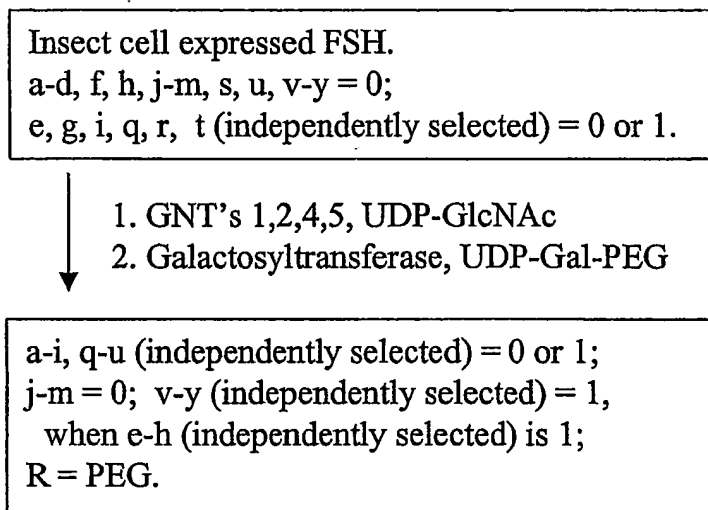 Insect cell expressed FSH.
a-d, f, h, j-m, s, u, v-y = 0;
e, g, i, q, r, t (independently selected) = 0 or 1.
1. GNT's 1,2,4,5, UDP-GlcNAc
2. Galactosyltransferase, UDP-Gal-PEG
a-i, q-u (independently selected) = 0 or 1;
j-m = 0; v-y (independently selected) = 1,
when e-h (independently selected) is 1;
R = PEG.